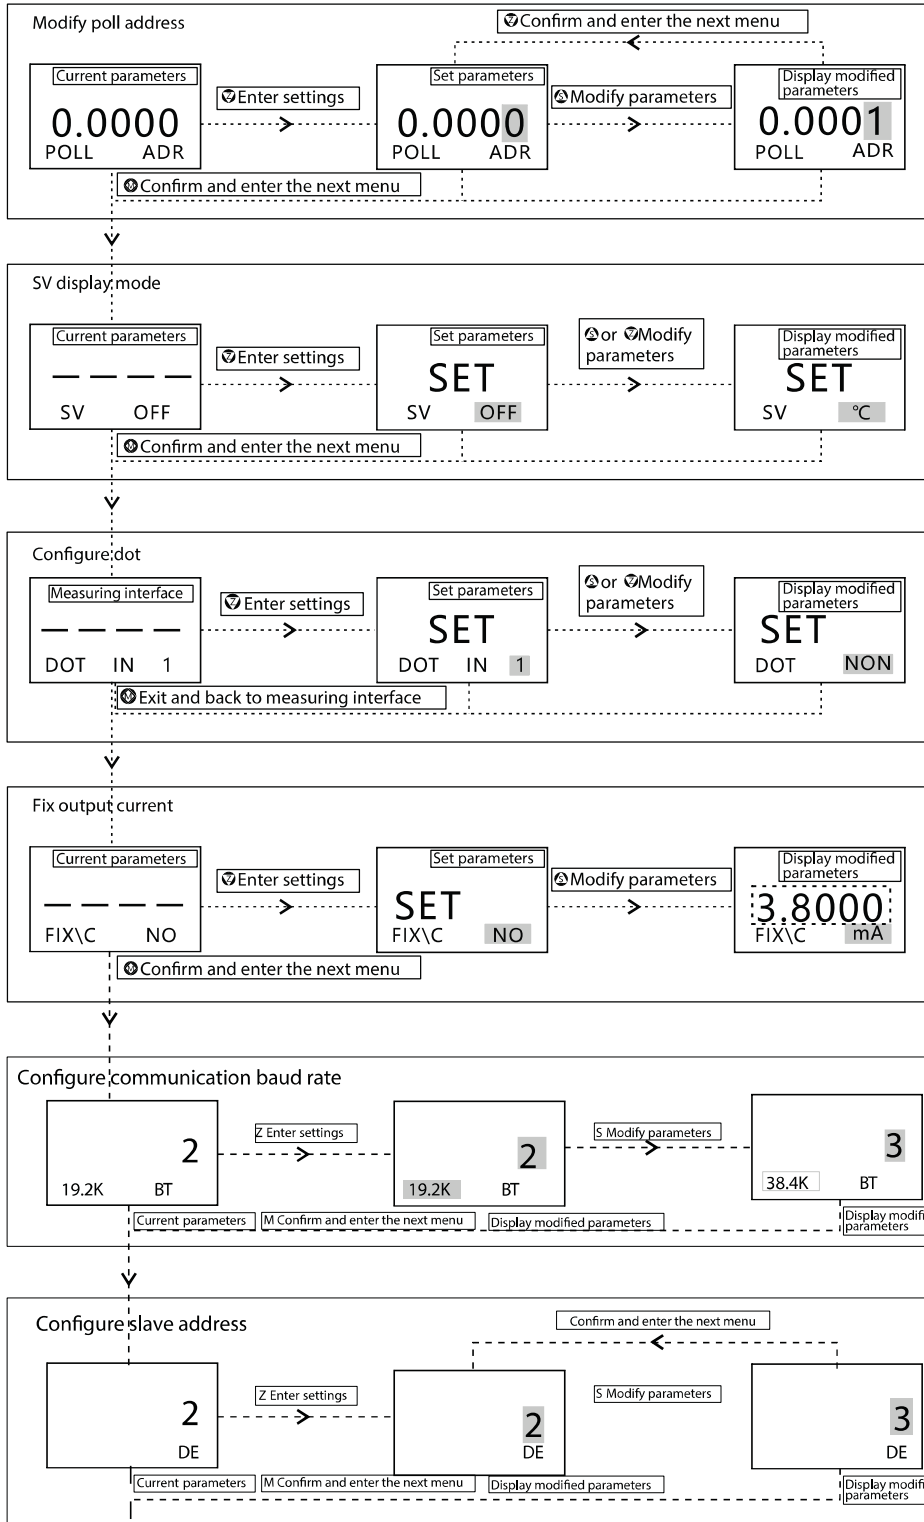 Modify poll address
Ⓩ Confirm and enter the next menu
Current parameters
0.0000
POLL ADR
Ⓩ Enter settings
Set parameters
0.0000
POLL ADR
Ⓢ Modify parameters
Display modified
parameters
0.0001
POLL ADR
Ⓜ Confirm and enter the next menu
SV display mode
Current parameters
— — — —
SV OFF
Ⓩ Enter settings
Set parameters
SET
SV OFF
Ⓢ or Ⓩ Modify
parameters
Display modified
parameters
SET
SV °C
Ⓜ Confirm and enter the next menu
Configure dot
Measuring interface
— — — —
DOT IN 1
Ⓩ Enter settings
Set parameters
SET
DOT IN 1
Ⓢ or Ⓩ Modify
parameters
Display modified
parameters
SET
DOT NON
Ⓜ Exit and back to measuring interface
Fix output current
Current parameters
— — — —
FIX\C NO
Ⓩ Enter settings
Set parameters
SET
FIX\C NO
Ⓢ Modify parameters
Display modified
parameters
3.8000
FIX\C mA
Ⓜ Confirm and enter the next menu
Configure communication baud rate
2
19.2K BT
Z Enter settings
2
19.2K BT
S Modify parameters
3
38.4K BT
Current parameters M Confirm and enter the next menu Display modified parameters
Display modifi
parameters
Configure slave address
Confirm and enter the next menu
2
DE
Z Enter settings
2
DE
S Modify parameters
3
DE
Current parameters M Confirm and enter the next menu Display modified parameters
Display modifi
parameters